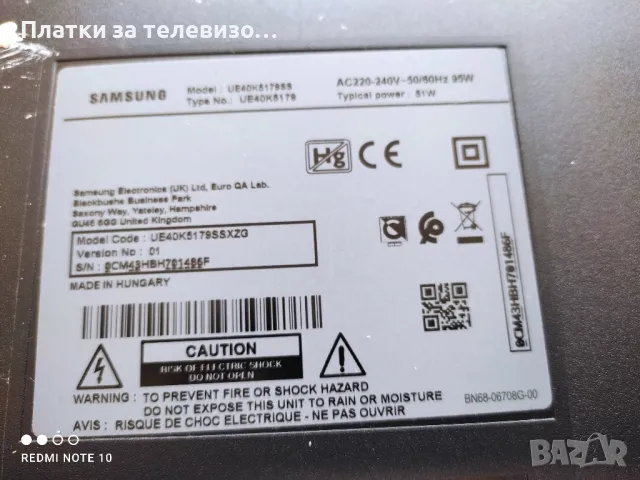 Платки за телевизо...
SAMSUNG
Model : UE40K5179SS
Type No. : UE40K5179
AC220-240V~50/60Hz 95W
Typical power : 51W
Hg
CE
Samsung Electronics (UK) Ltd, Euro QA Lab.
Blackbushe Business Park
Saxony Way, Yateley, Hampshire
GU46 6GG United Kingdom
Model Code : UE40K5179SSXZG
Version No : 01
S/N : 0CM43HBH701486F
MADE IN HUNGARY
0CM43HBH701486F
CAUTION
RISK OF ELECTRIC SHOCK
DO NOT OPEN
WARNING : TO PREVENT FIRE OR SHOCK HAZARD
DO NOT EXPOSE THIS UNIT TO RAIN OR MOISTURE
AVIS : RISQUE DE CHOC ELECTRIQUE - NE PAS OUVRIR
BN68-06708G-00
REDMI NOTE 10
BAZAR